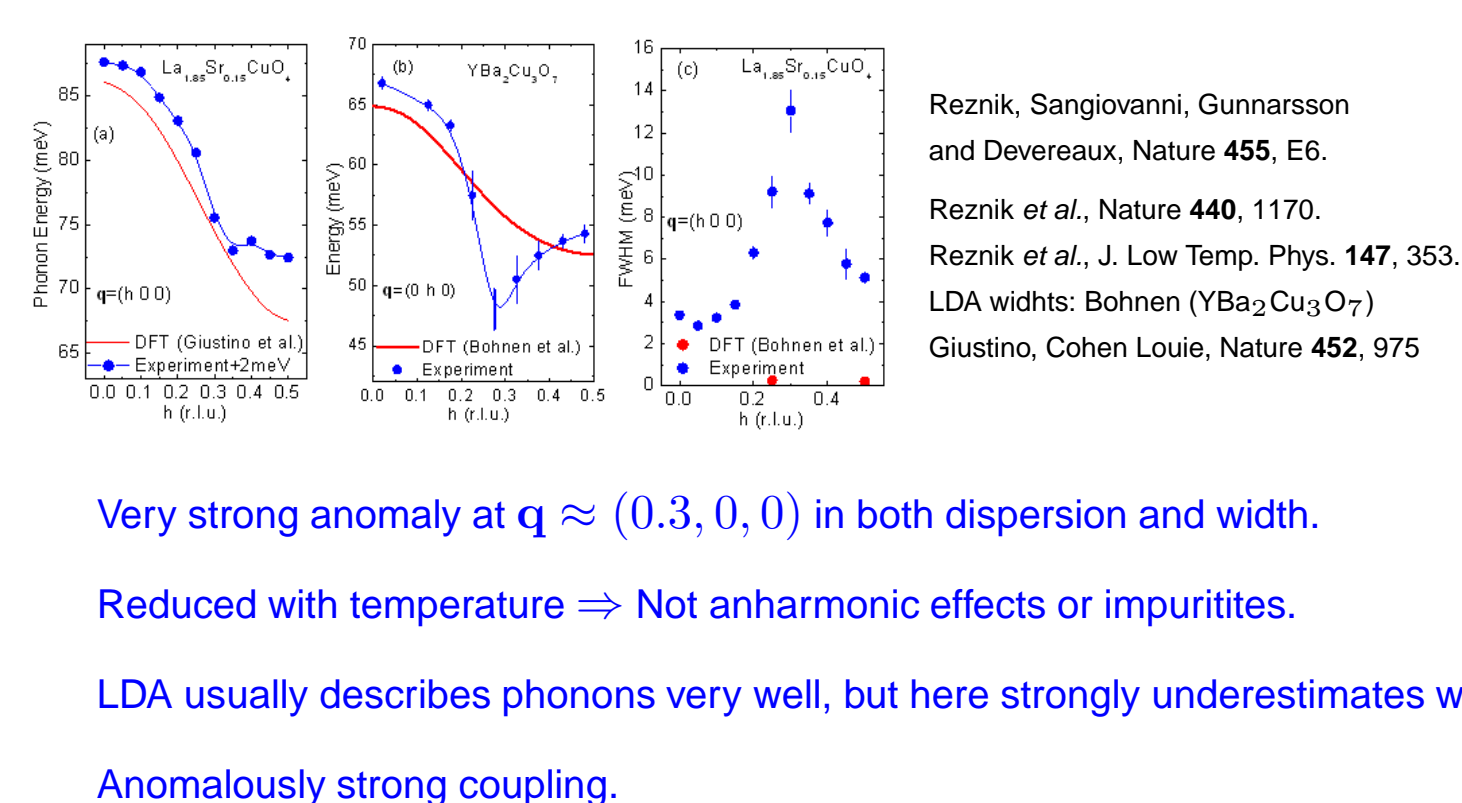 85
80
75
70
65
Phonon Energy (meV)
La1.85Sr0.15CuO4
(a)
q=(h 0 0)
DFT (Giustino et al.)
Experiment+2meV
0.0 0.1 0.2 0.3 0.4 0.5
h (r.l.u.)
70
65
60
55
50
45
Energy (meV)
(b)
YBa2Cu3O7
q=(0 h 0)
DFT (Bohnen et al.)
Experiment
0.0 0.1 0.2 0.3 0.4 0.5
h (r.l.u.)
16
14
12
10
8
6
4
2
0
FWHM (meV)
(c)
La1.85Sr0.15CuO4
q=(h 0 0)
DFT (Bohnen et al.)
Experiment
0.0 0.2 0.4
h (r.l.u.)
Reznik, Sangiovanni, Gunnarsson
and Devereaux, Nature 455, E6.
Reznik et al., Nature 440, 1170.
Reznik et al., J. Low Temp. Phys. 147, 353.
LDA widhts: Bohnen (YBa2Cu3O7)
Giustino, Cohen Louie, Nature 452, 975
Very strong anomaly at q ≈ (0.3, 0, 0) in both dispersion and width.
Reduced with temperature ⇒ Not anharmonic effects or impuritites.
LDA usually describes phonons very well, but here strongly underestimates w
Anomalously strong coupling.